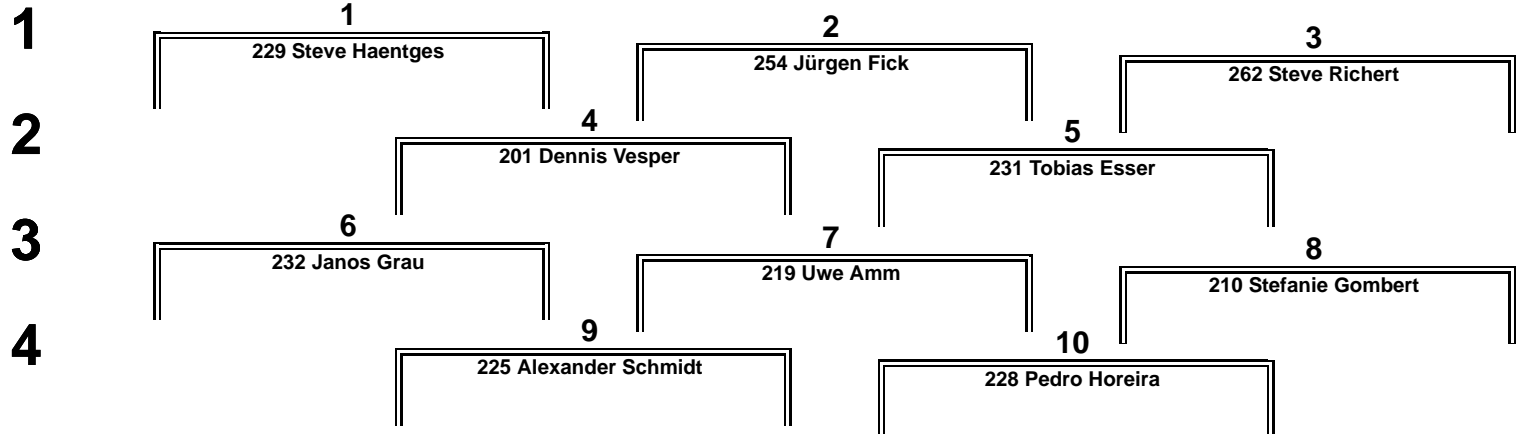 1
1
229 Steve Haentges
2
254 Jürgen Fick
3
262 Steve Richert
2
4
201 Dennis Vesper
5
231 Tobias Esser
3
6
232 Janos Grau
7
219 Uwe Amm
8
210 Stefanie Gombert
4
9
225 Alexander Schmidt
10
228 Pedro Horeira